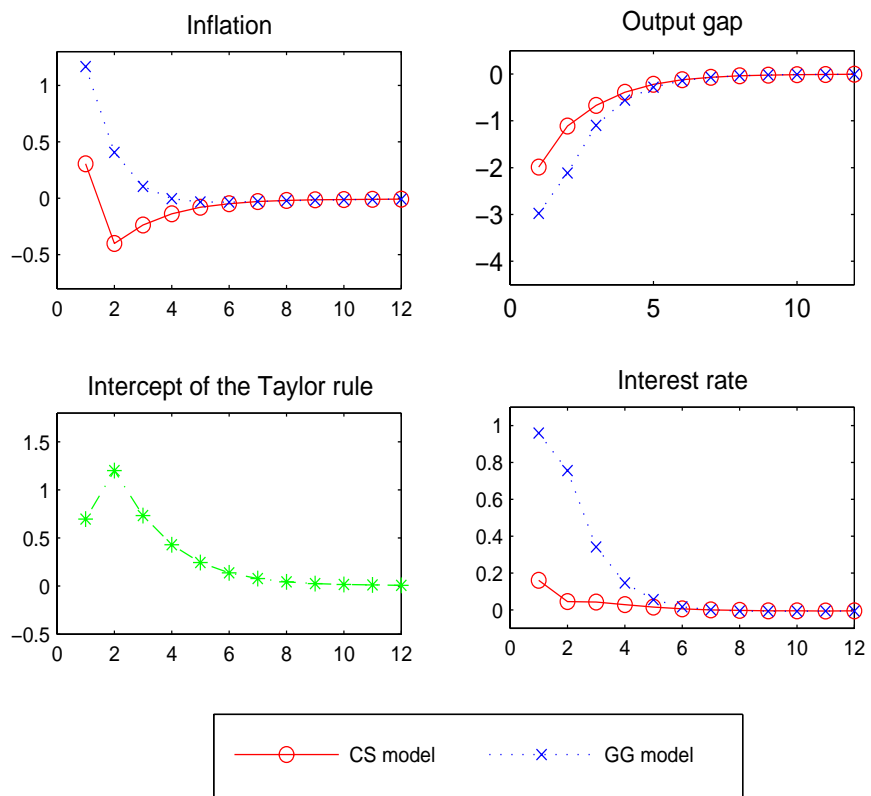 Inflation
1
0.5
0
−0.5
0 2 4 6 8 10 12
Output gap
0
−1
−2
−3
−4
0 5 10
Intercept of the Taylor rule
1.5
1
0.5
0
−0.5
0 2 4 6 8 10 12
Interest rate
1
0.8
0.6
0.4
0.2
0
0 2 4 6 8 10 12
CS model GG model